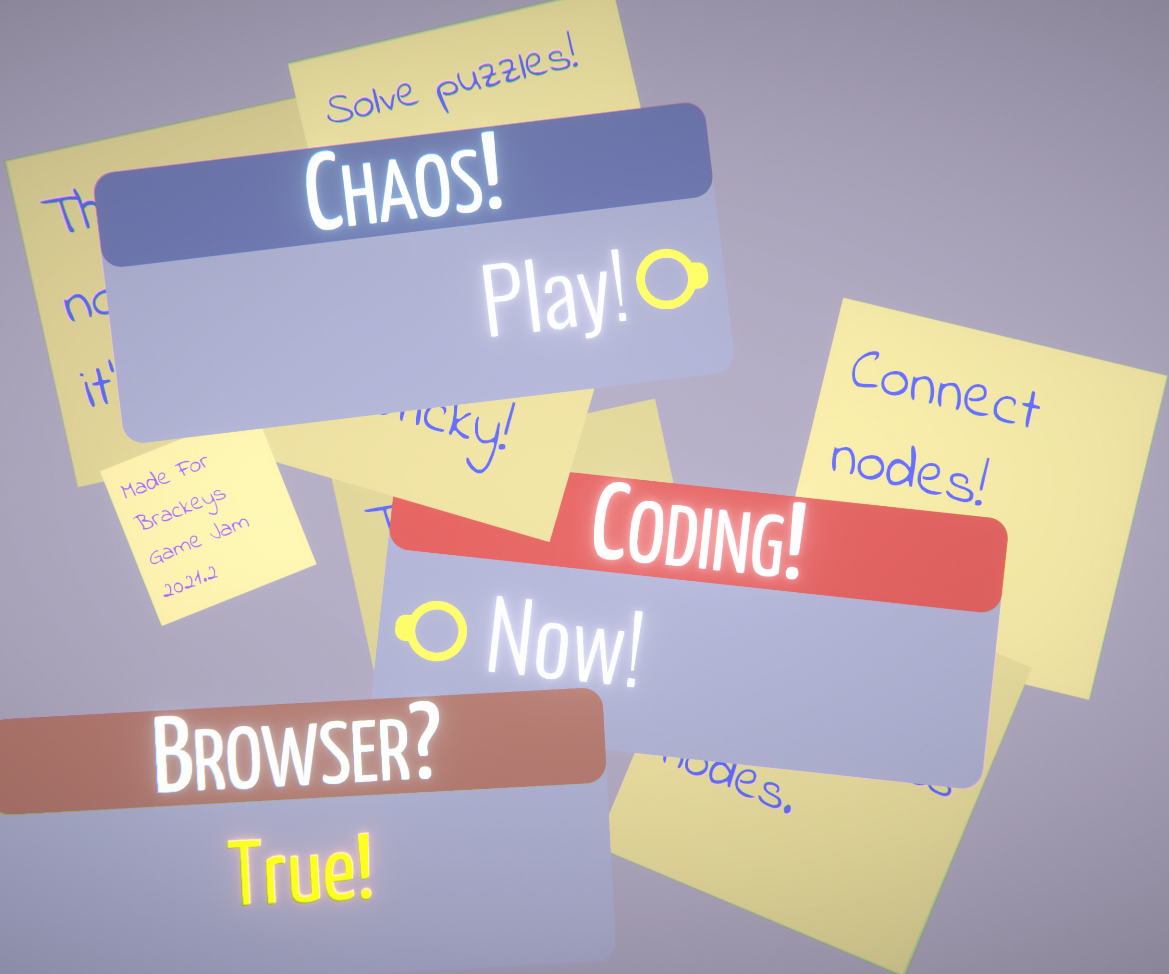 Solve puzzles!
CHAOS!
Play!
Connect
nodes!
Made For
Brackeys
Game Jam
2021.2
CODING!
Now!
BROWSER?
True!
nodes.